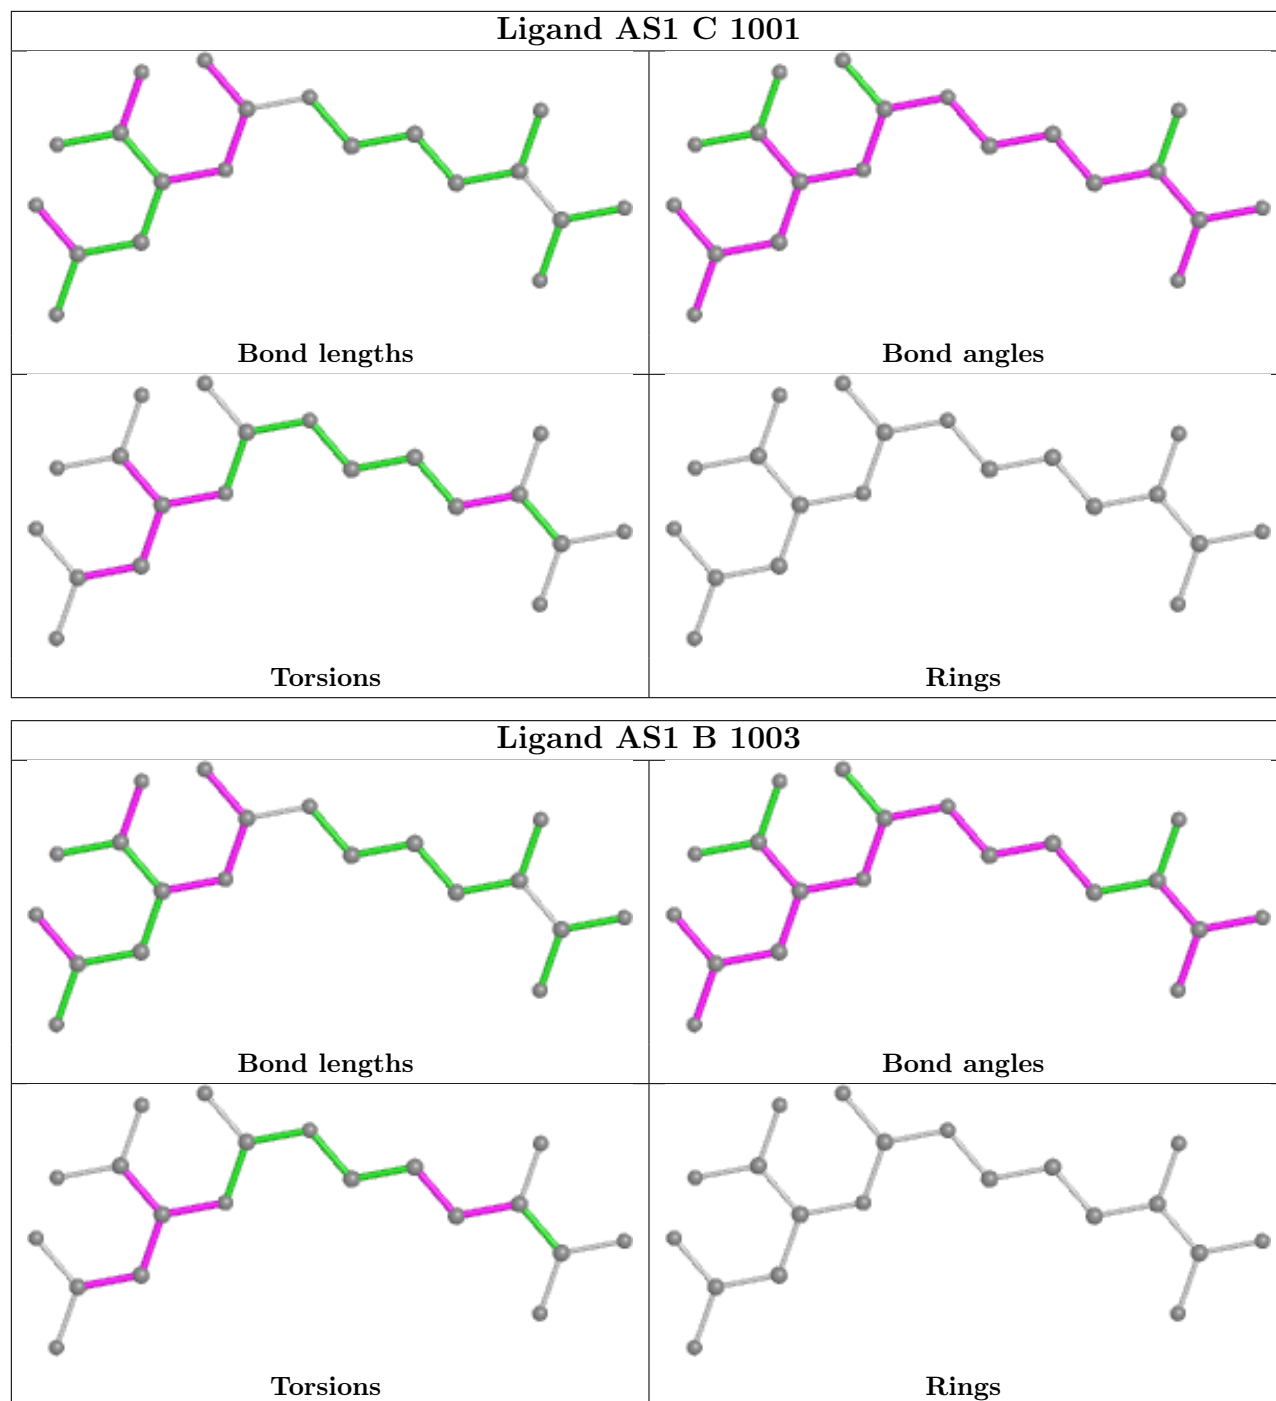 Ligand AS1 C 1001
Bond lengths
Bond angles
Torsions
Rings
Ligand AS1 B 1003
Bond lengths
Bond angles
Torsions
Rings